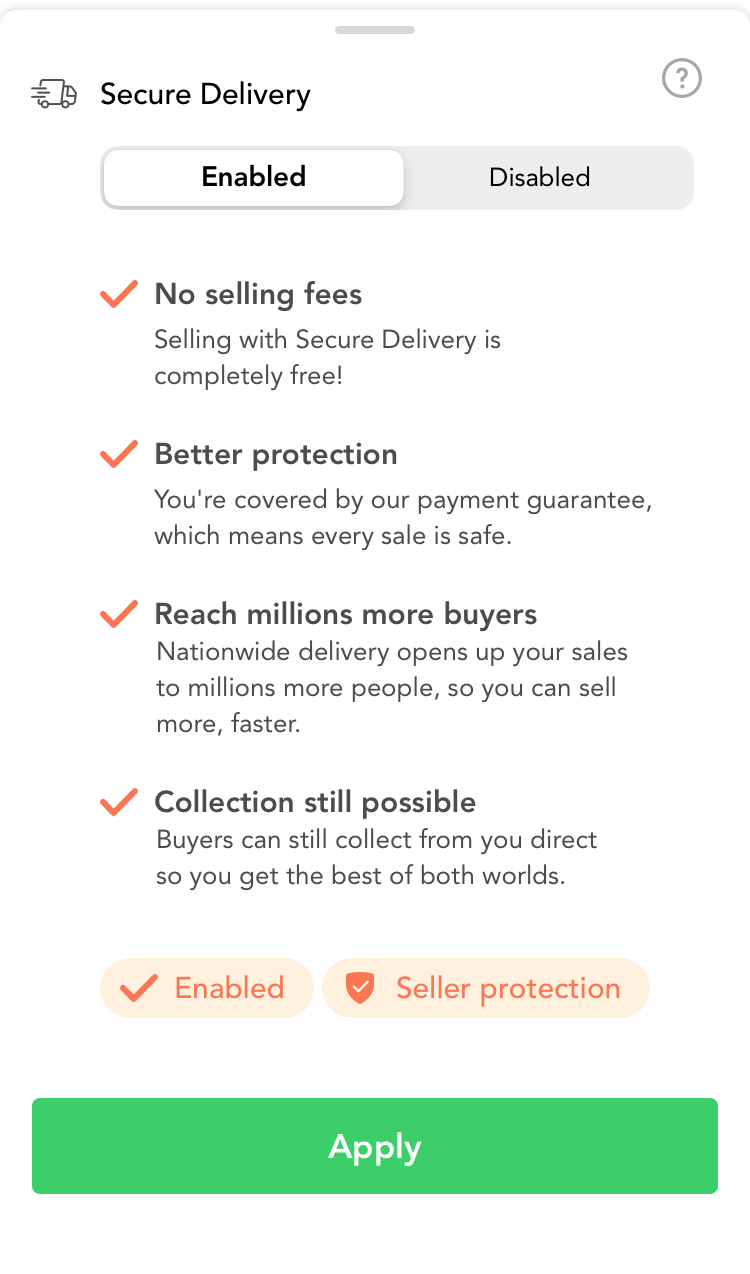 Secure Delivery
?
Enabled
Disabled
No selling fees
Selling with Secure Delivery is
completely free!
Better protection
You're covered by our payment guarantee,
which means every sale is safe.
Reach millions more buyers
Nationwide delivery opens up your sales
to millions more people, so you can sell
more, faster.
Collection still possible
Buyers can still collect from you direct
so you get the best of both worlds.
Enabled
Seller protection
Apply